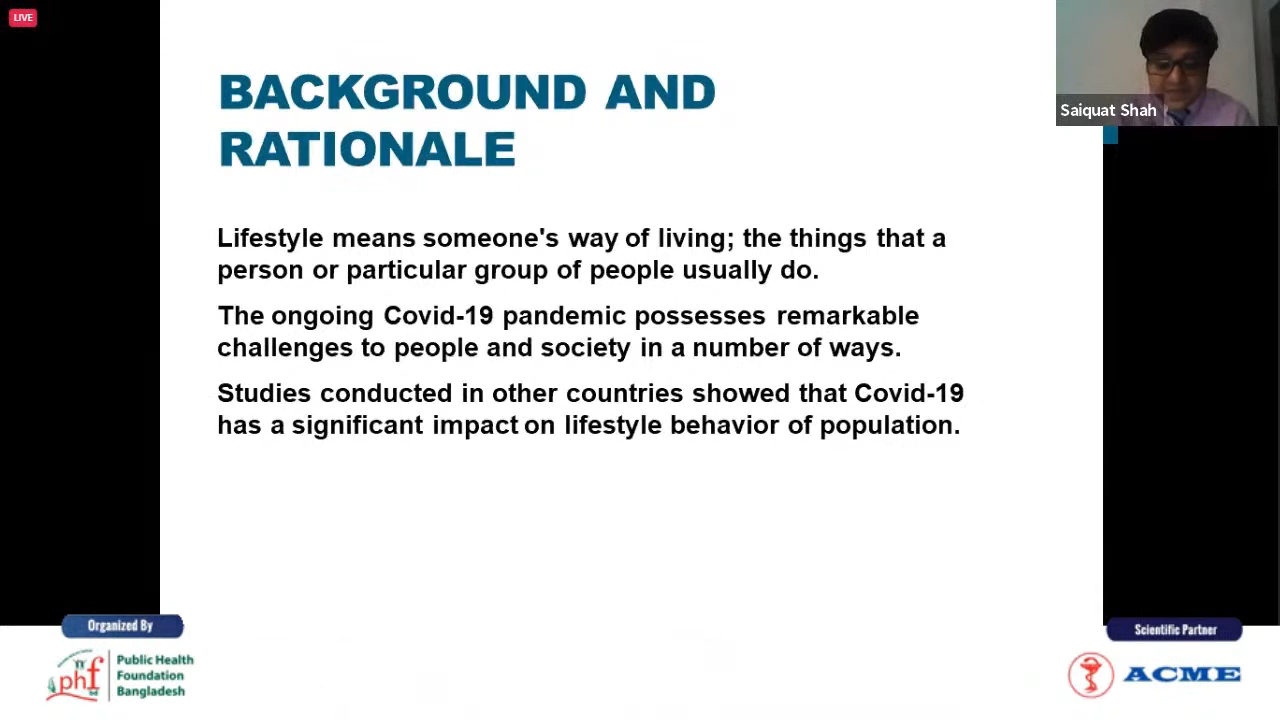 LIVE
BACKGROUND AND
RATIONALE
Saiquat Shah
Lifestyle means someone's way of living; the things that a
person or particular group of people usually do.
The ongoing Covid-19 pandemic possesses remarkable
challenges to people and society in a number of ways.
Studies conducted in other countries showed that Covid-19
has a significant impact on lifestyle behavior of population.
Organized By
phf
Public Health
Foundation
Bangladesh
Scientific Partner
ACME